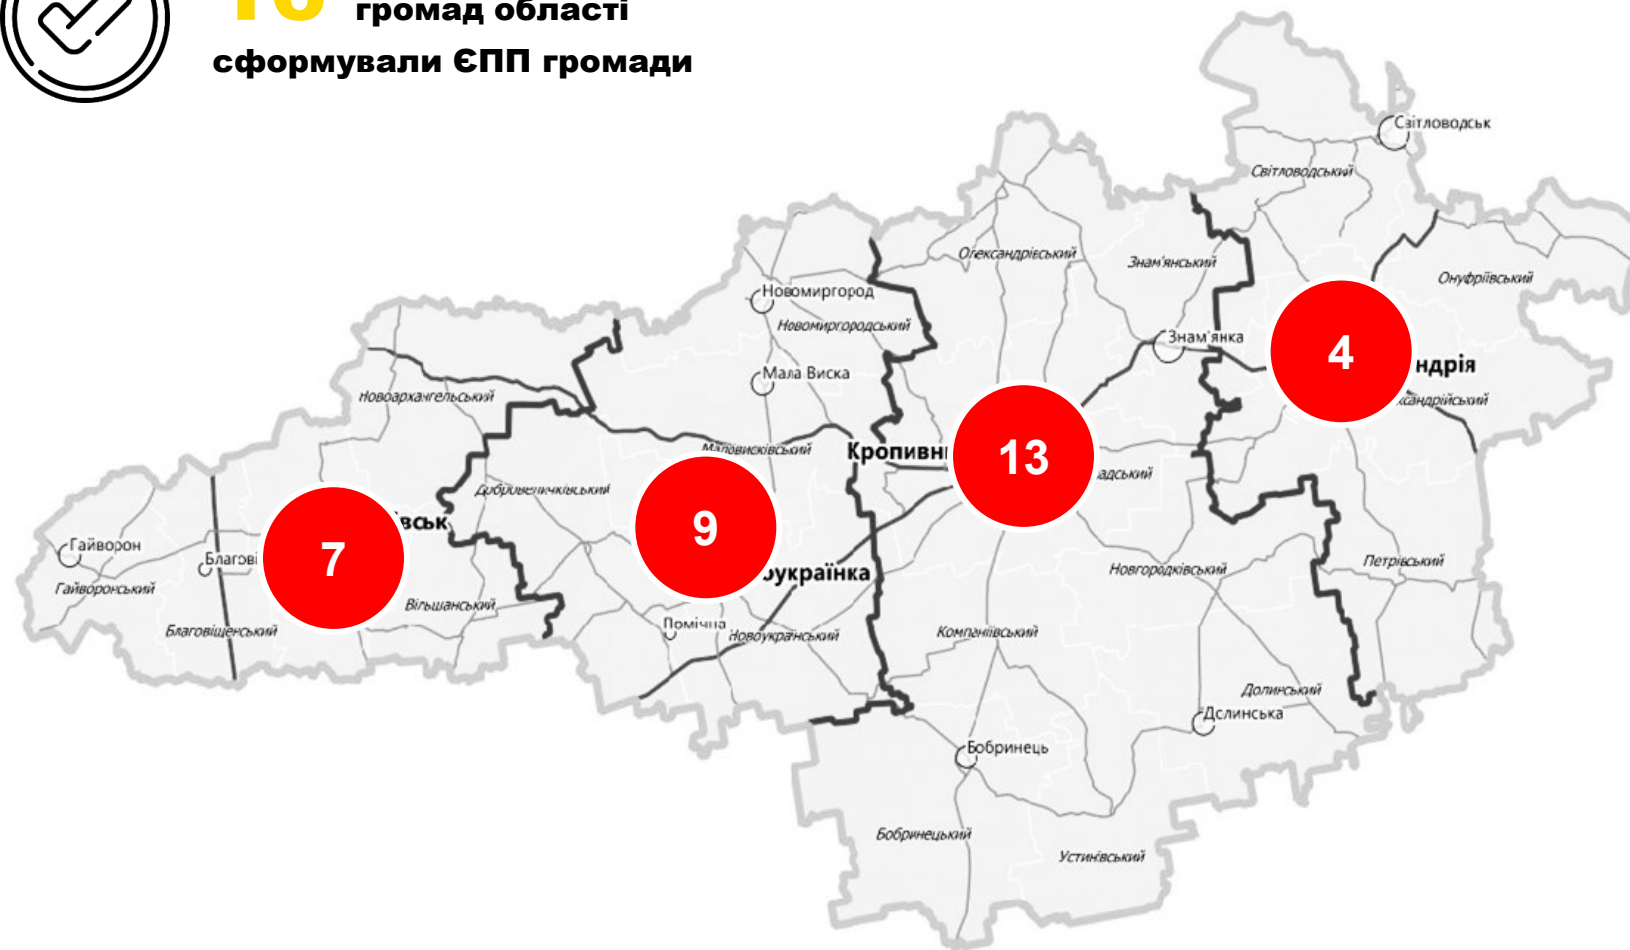 громад області
сформували ЄПП громади
Світловодськ
Світловодський
Олександрівський
Знам'янський
Онуфріївський
Новомиргород
Новомиргородський
Знам'янка
4
ндрія
Мала Виска
Новоархангельський
ксандрійський
Маловисківський
Кропивн
13
адський
Добровеличківський
вськ
9
Гайворон
Благові
7
Гайворонський
оукраїнка
Новгородківський
Петрівський
Вільшанський
Благовіщенський
Помічна
Новоукраїнський
Компаніївський
Долинський
Долинська
Бобринець
Бобринецький
Устинівський